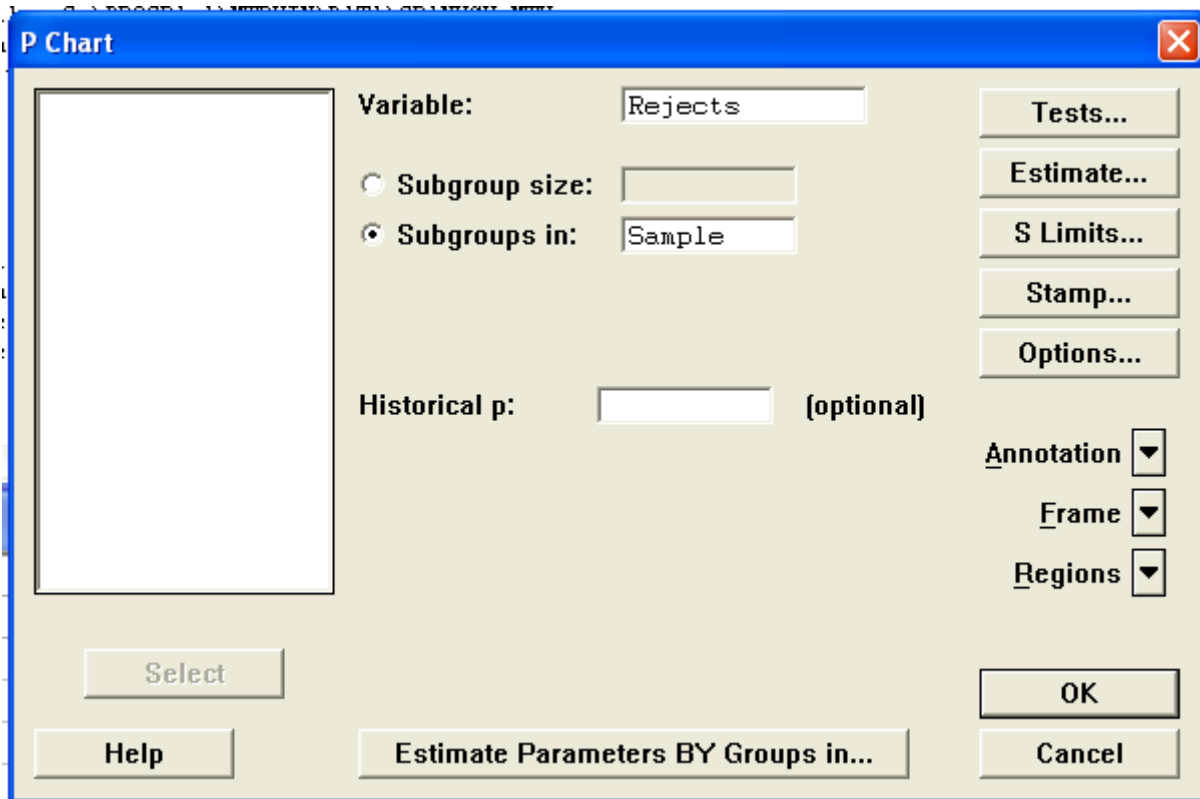 P Chart
Variable: Rejects
Subgroup size:
Subgroups in: Sample
Historical p: (optional)
Tests...
Estimate...
S Limits...
Stamp...
Options...
Annotation
Frame
Regions
Select
OK
Help
Estimate Parameters BY Groups in...
Cancel